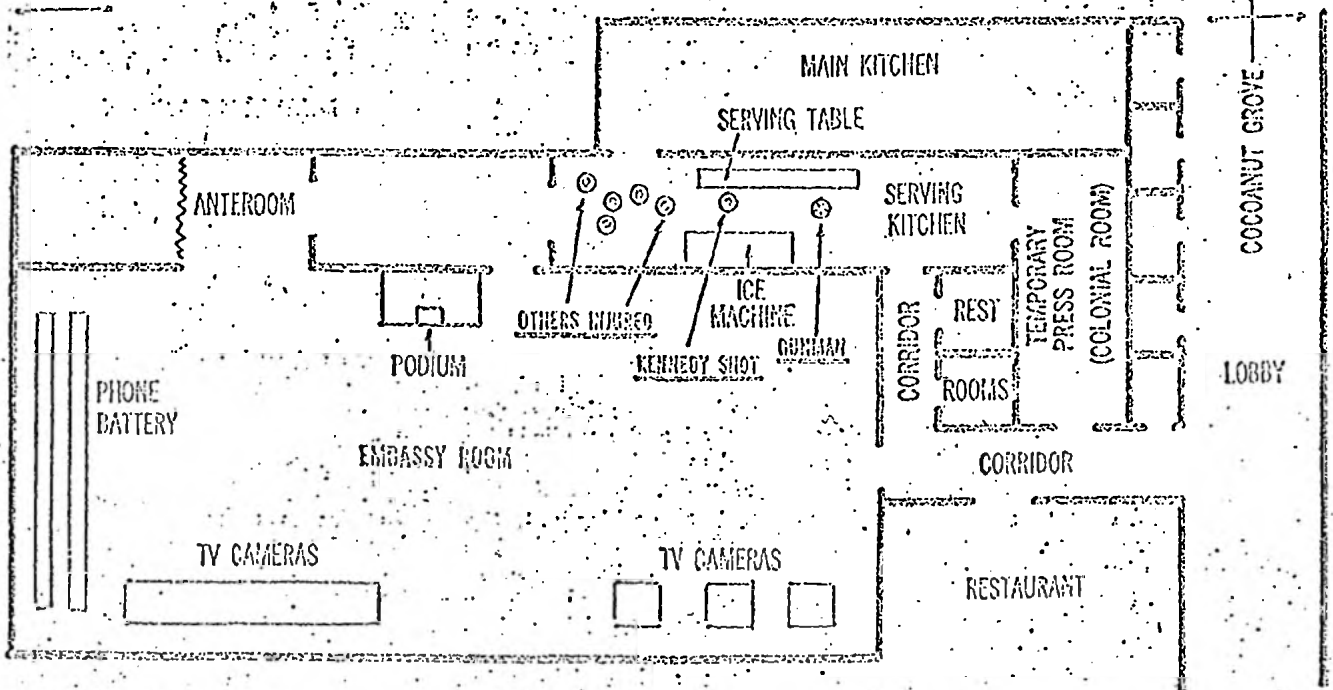 MAIN KITCHEN
SERVING TABLE
COCOANUT GROVE
ANTEROOM
SERVING
KITCHEN
TEMPORARY
PRESS ROOM
(COLONIAL ROOM)
ICE
MACHINE
OTHERS INJURED
KENNEDY SHOT
GUNMAN
CORRIDOR
REST
ROOMS
PODIUM
LOBBY
PHONE
BATTERY
EMBASSY ROOM
CORRIDOR
TV CAMERAS
TV CAMERAS
RESTAURANT